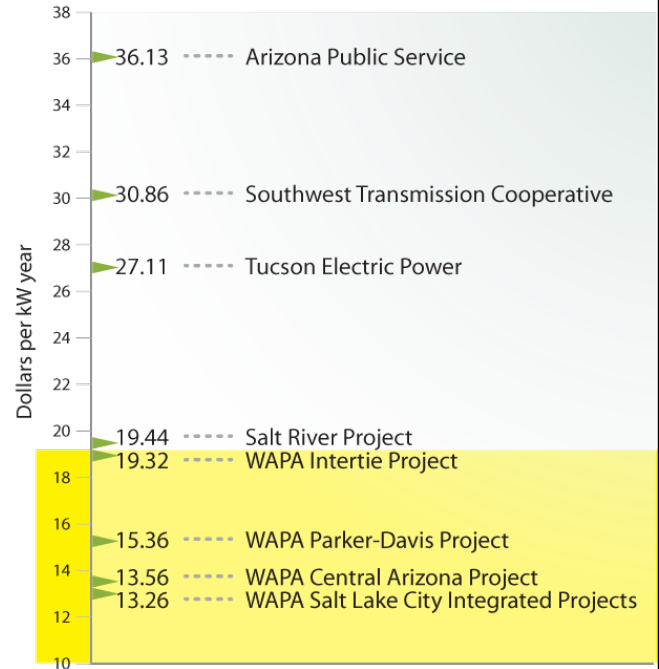 38
36
36.13 Arizona Public Service
34
32
30
30.86 Southwest Transmission Cooperative
28
27.11 Tucson Electric Power
26
24
22
20
19.44 Salt River Project
19.32 WAPA Intertie Project
18
16
15.36 WAPA Parker-Davis Project
14
13.56 WAPA Central Arizona Project
13.26 WAPA Salt Lake City Integrated Projects
12
10
Dollars per kW year